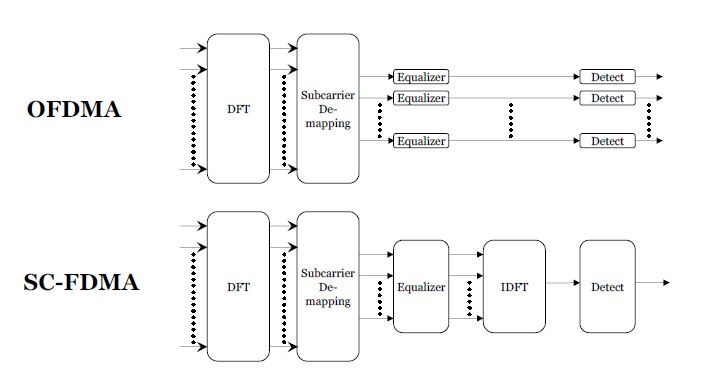 OFDMA
DFT
Subcarrier
De-
mapping
Equalizer
Equalizer
Equalizer
Detect
Detect
Detect
SC-FDMA
DFT
Subcarrier
De-
mapping
Equalizer
IDFT
Detect